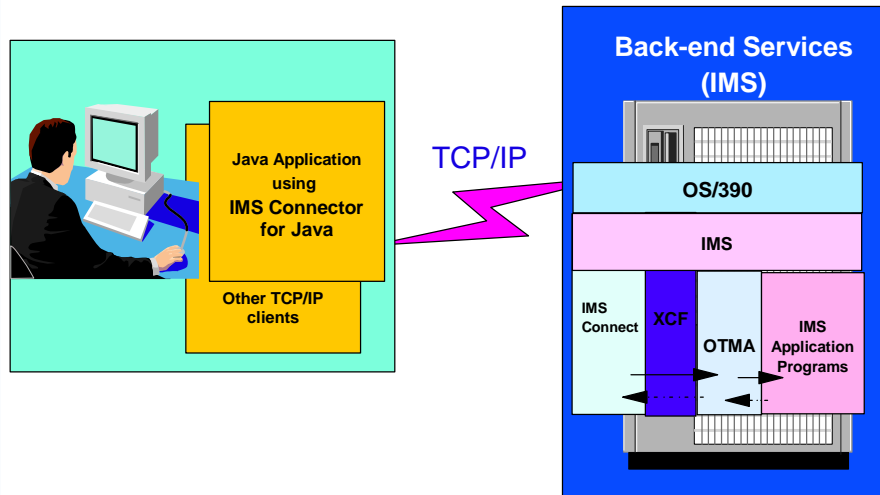 Java Application
using
IMS Connector
for Java
Other TCP/IP
clients
TCP/IP
Back-end Services
(IMS)
OS/390
IMS
IMS
Connect
XCF
OTMA
IMS
Application
Programs